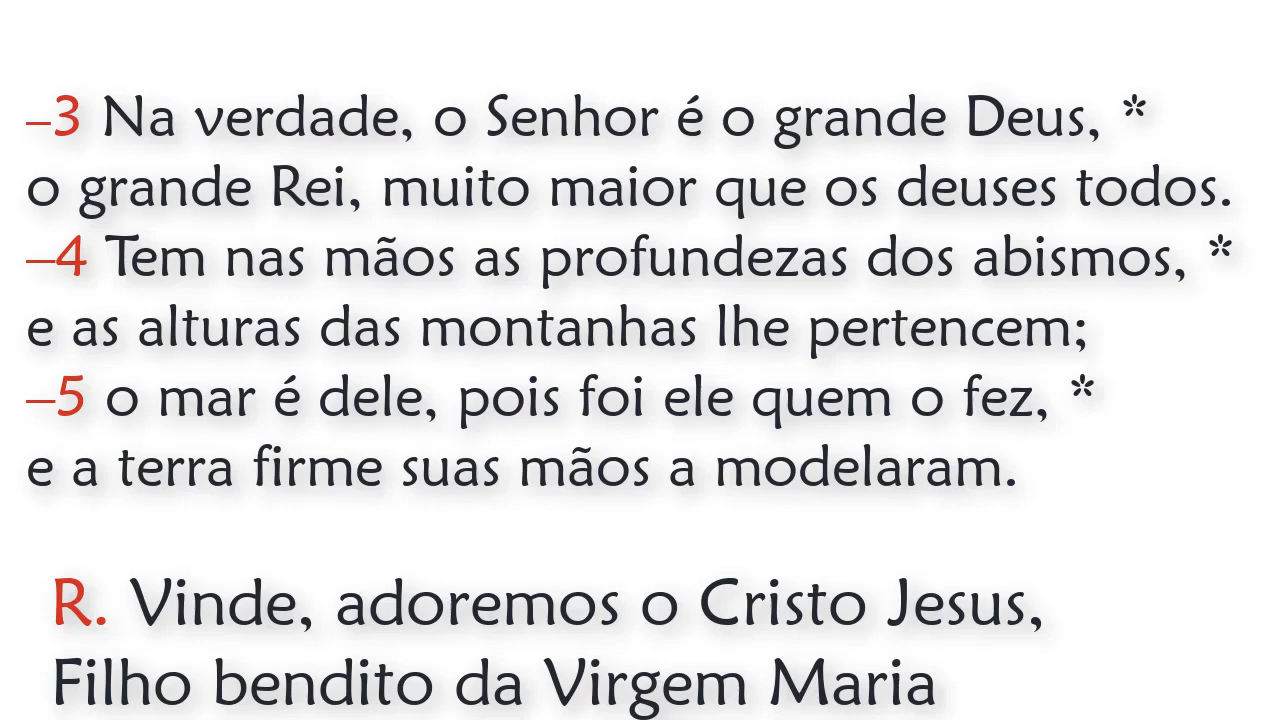 –3 Na verdade, o Senhor é o grande Deus, *
o grande Rei, muito maior que os deuses todos.
–4 Tem nas mãos as profundezas dos abismos, *
e as alturas das montanhas lhe pertencem;
–5 o mar é dele, pois foi ele quem o fez, *
e a terra firme suas mãos a modelaram.
R. Vinde, adoremos o Cristo Jesus,
Filho bendito da Virgem Maria